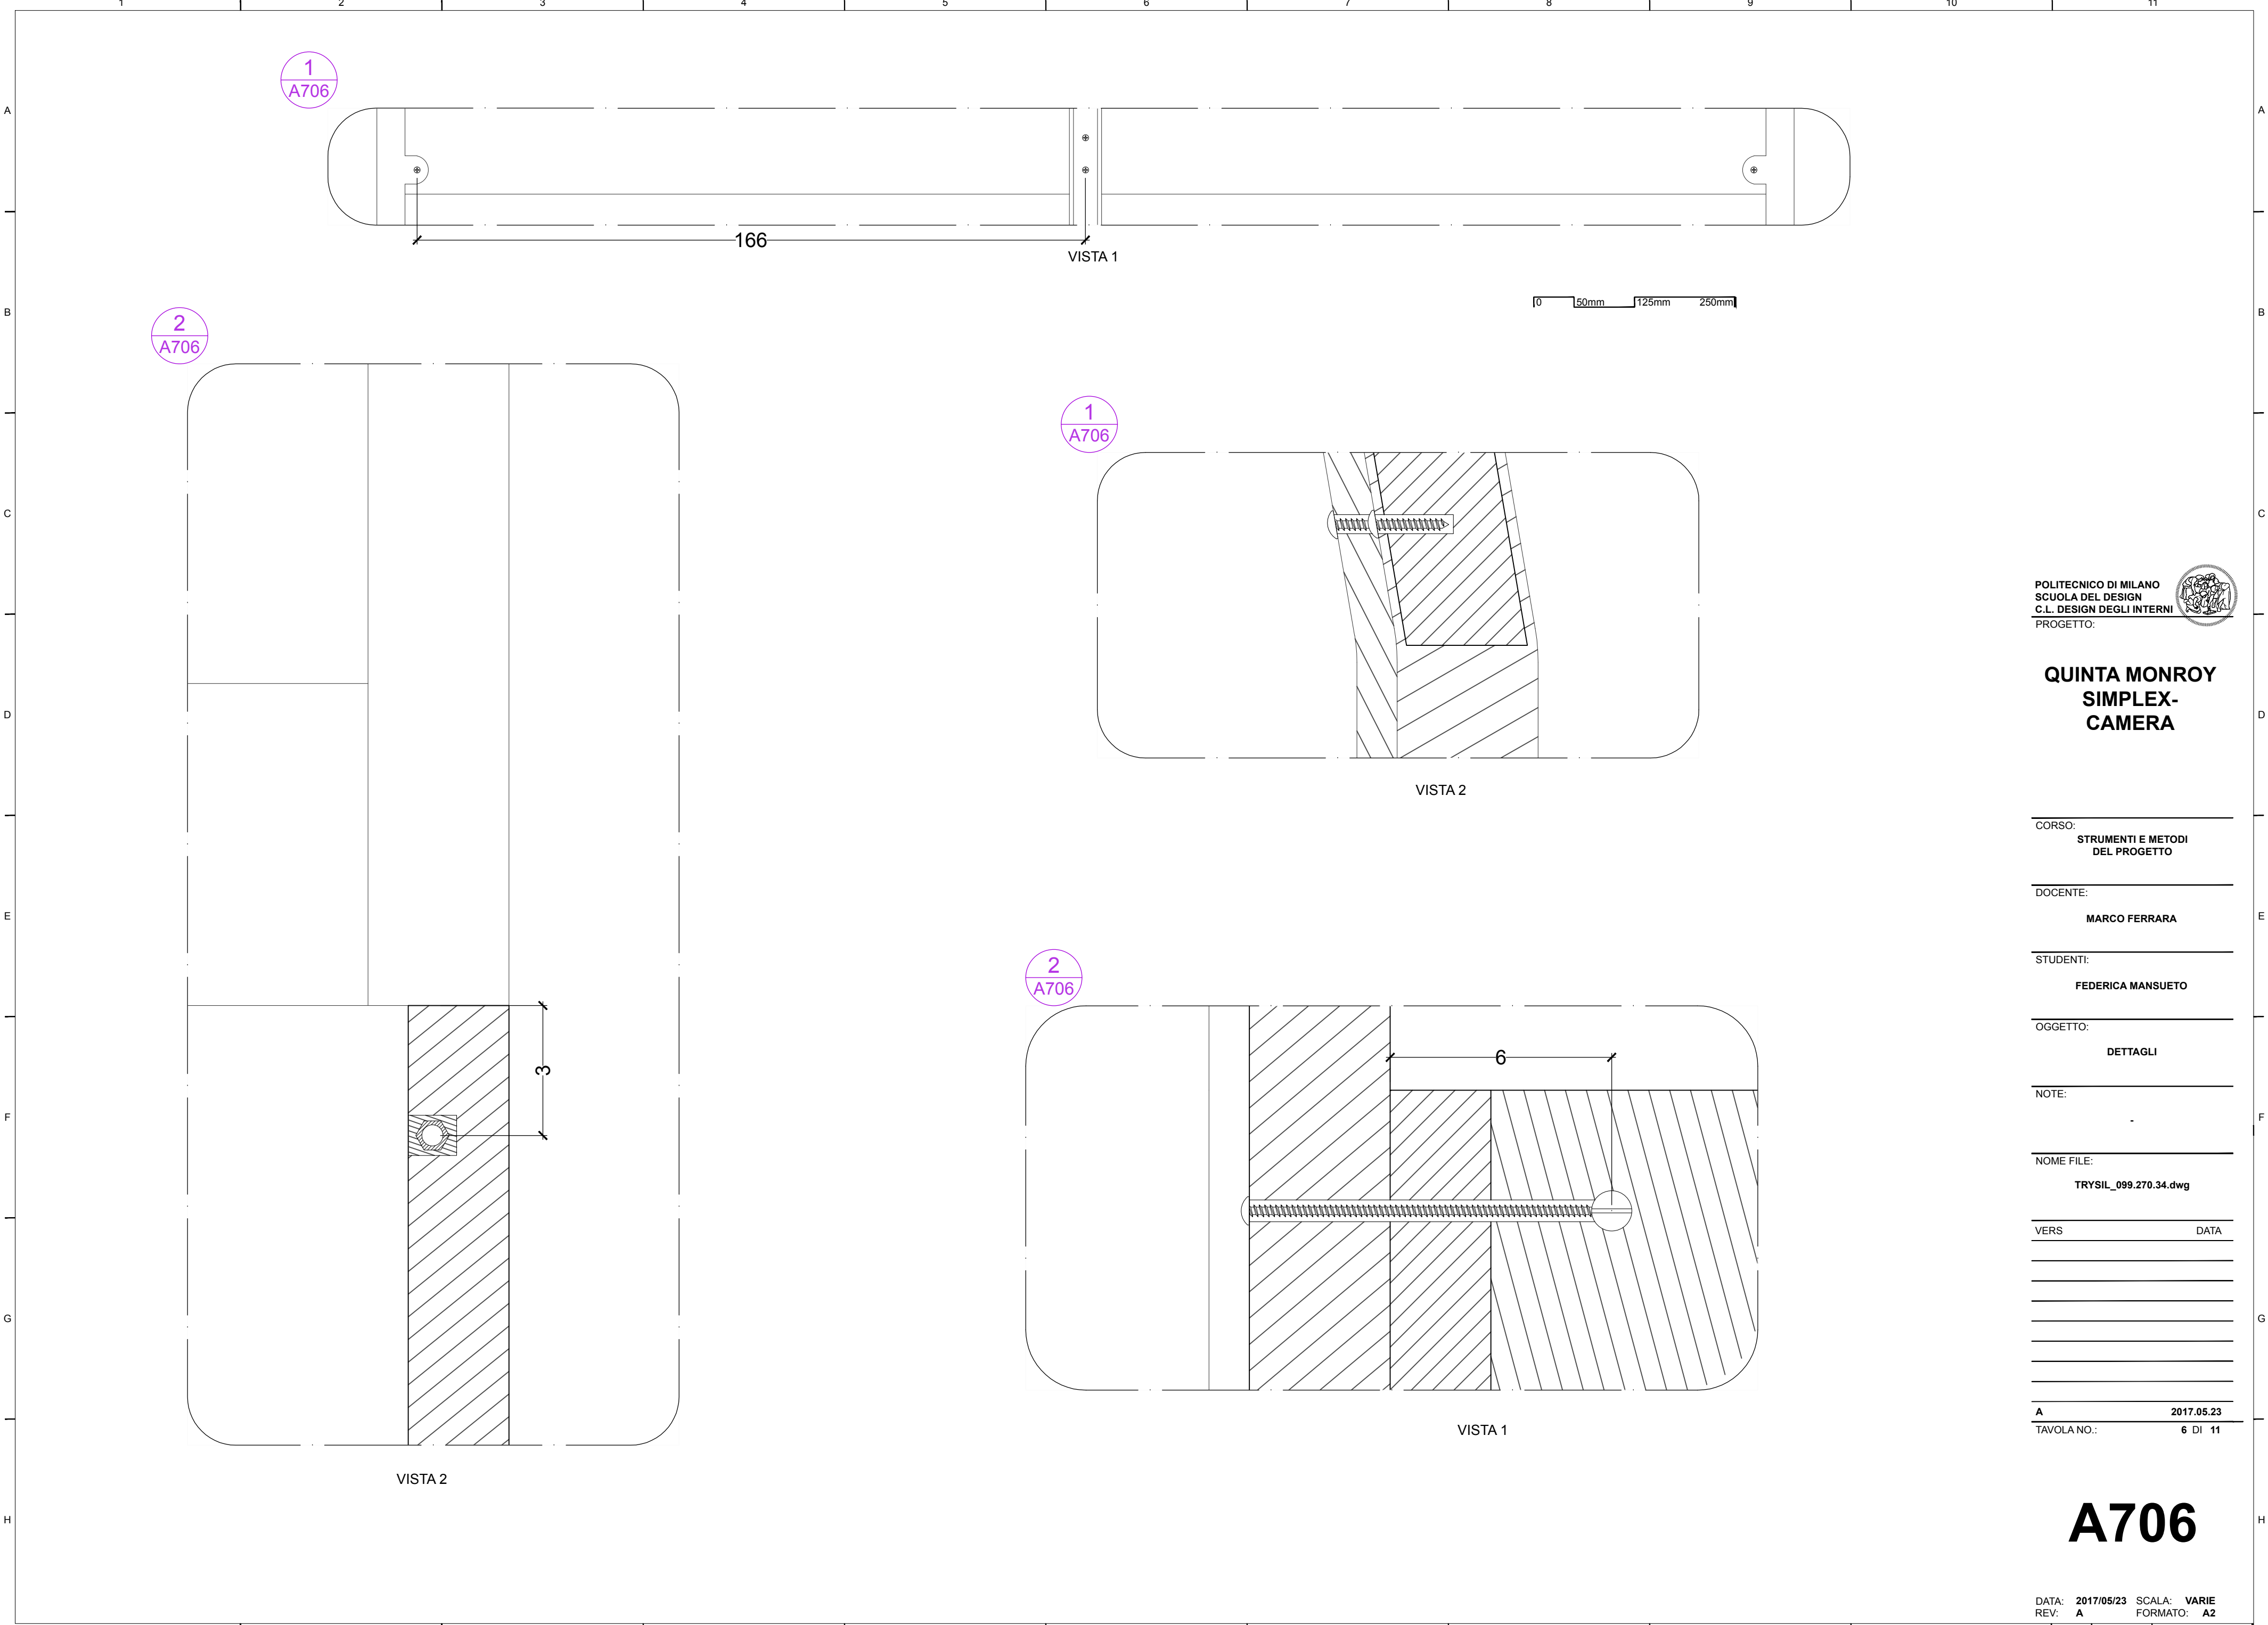 1 2 3 4 5 6 7 8 9 10 11
1
A706
A A
166
VISTA 1
0 50mm 125mm 250mm
B B
2
A706
1
A706
C C
POLITECNICO DI MILANO
SCUOLA DEL DESIGN
C.L. DESIGN DEGLI INTERNI
PROGETTO:
QUINTA MONROY
SIMPLEX-
CAMERA
D D
VISTA 2
CORSO:
STRUMENTI E METODI
DEL PROGETTO
DOCENTE:
MARCO FERRARA
E E
STUDENTI:
FEDERICA MANSUETO
2
A706
OGGETTO:
DETTAGLI
3
6
NOTE:
-
F F
NOME FILE:
TRYSIL_099.270.34.dwg
VERS DATA
G G
A 2017.05.23
TAVOLA NO.: 6 DI 11
VISTA 1
VISTA 2
H H
A706
DATA: 2017/05/23 SCALA: VARIE
REV: A FORMATO: A2